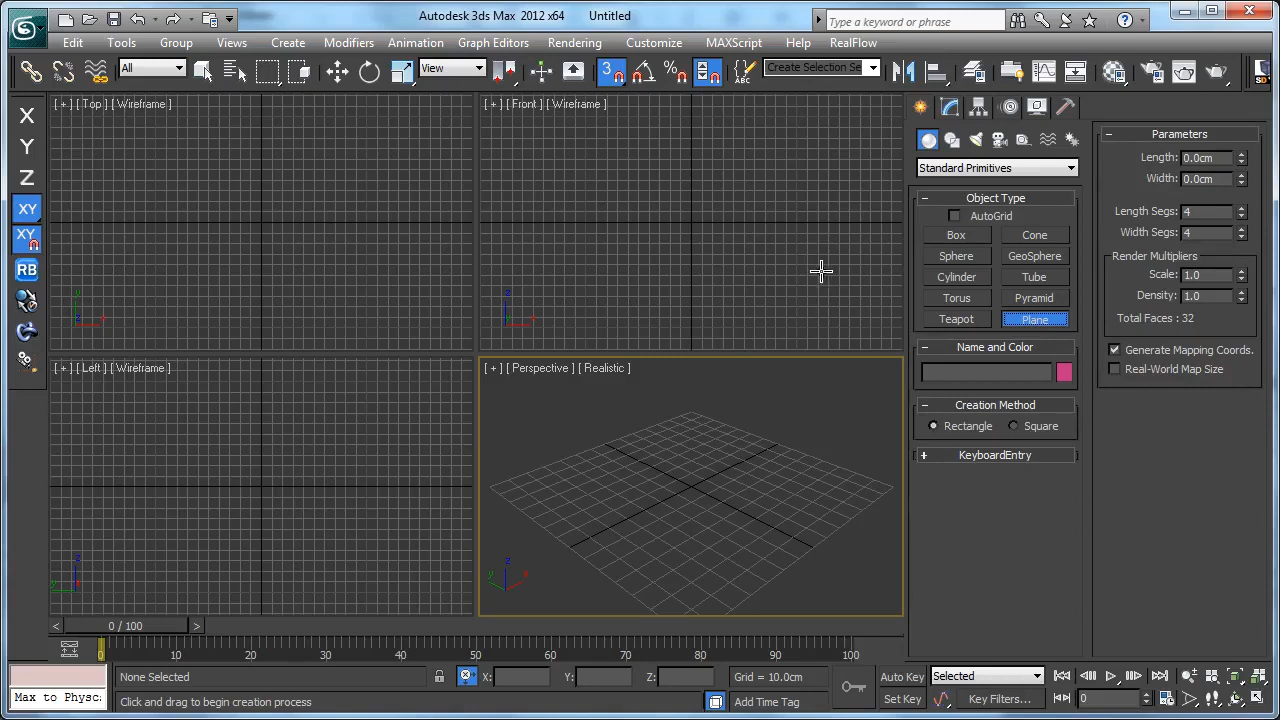 Autodesk 3ds Max 2012 x64 Untitled
Type a keyword or phrase
Edit Tools Group Views Create Modifiers Animation Graph Editors Rendering Customize MAXScript Help RealFlow
All View 3 % ABC Create Selection Se
X
Y
Z
XY
XY
RB
[ + ] [ Top ] [ Wireframe ]
[ + ] [ Front ] [ Wireframe ]
y
z x
z
x
[ + ] [ Left ] [ Wireframe ]
[ + ] [ Perspective ] [ Realistic ]
z
y x
z
y x
Standard Primitives
Object Type
AutoGrid
Box Cone
Sphere GeoSphere
Cylinder Tube
Torus Pyramid
Teapot Plane
Name and Color
Creation Method
Rectangle Square
KeyboardEntry
Parameters
Length: 0.0cm
Width: 0.0cm
Length Segs: 4
Width Segs: 4
Render Multipliers
Scale: 1.0
Density: 1.0
Total Faces : 32
Generate Mapping Coords.
Real-World Map Size
< 0 / 100 >
0 10 20 30 40 50 60 70 80 90 100
None Selected X: Y: Z: Grid = 10.0cm Auto Key Selected
Max to Physc Click and drag to begin creation process Add Time Tag Set Key Key Filters... 0